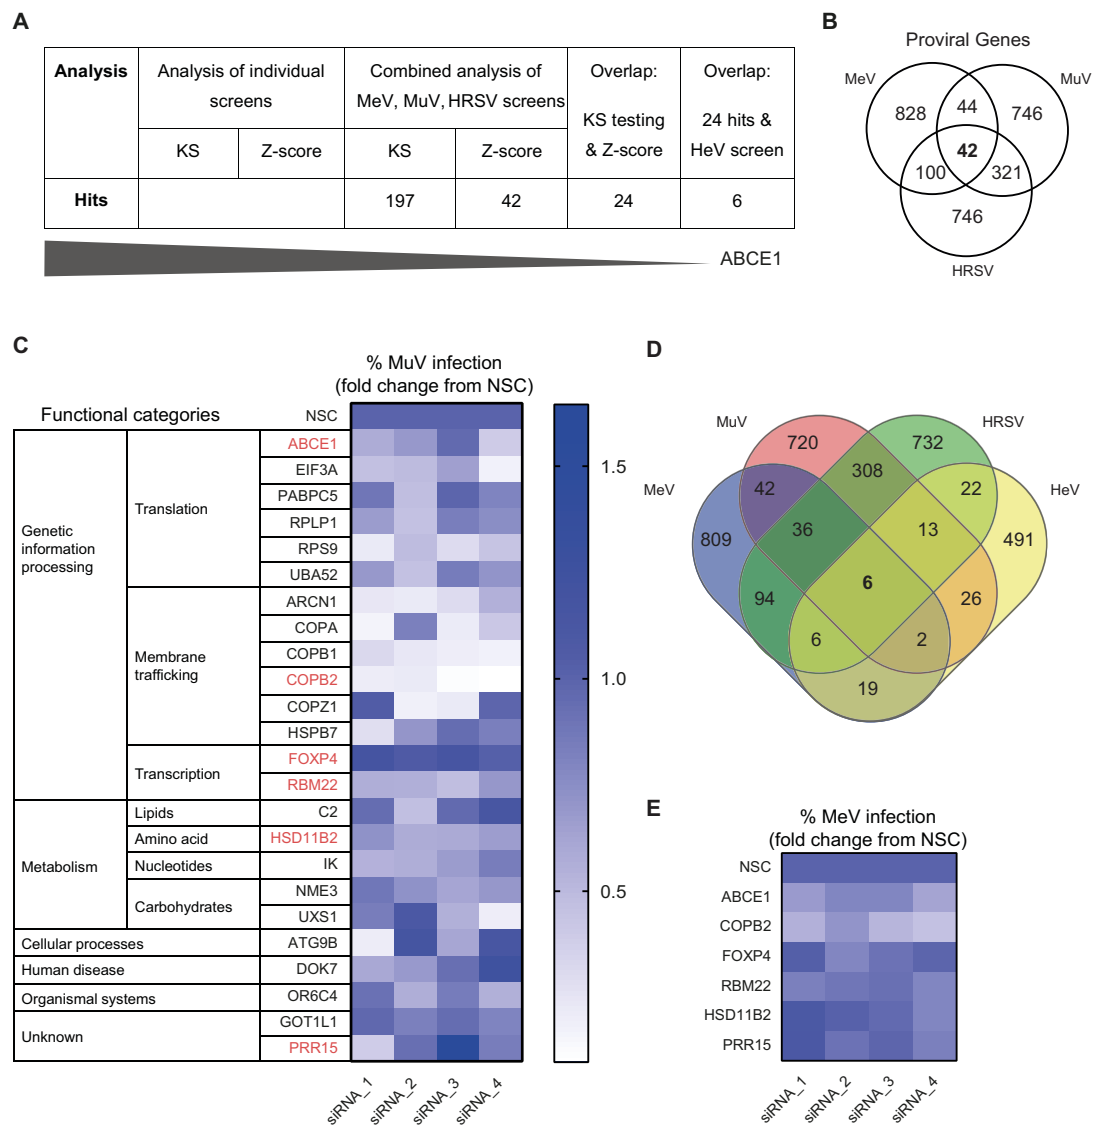 A
Analysis
Analysis of individual
screens
Combined analysis of
MeV, MuV, HRSV screens
Overlap:
KS testing
& Z-score
Overlap:
24 hits &
HeV screen
KS
Z-score
KS
Z-score
Hits
197
42
24
6
ABCE1
B
Proviral Genes
MeV
MuV
828
44
746
42
100
321
746
HRSV
C
% MuV infection
(fold change from NSC)
Functional categories
NSC
Genetic
information
processing
Translation
ABCE1
EIF3A
PABPC5
RPLP1
RPS9
UBA52
Membrane
trafficking
ARCN1
COPA
COPB1
COPB2
COPZ1
HSPB7
Transcription
FOXP4
RBM22
Metabolism
Lipids
C2
Amino acid
HSD11B2
Nucleotides
IK
Carbohydrates
NME3
UXS1
Cellular processes
ATG9B
Human disease
DOK7
Organismal systems
OR6C4
Unknown
GOT1L1
PRR15
siRNA_1
siRNA_2
siRNA_3
siRNA_4
1.5
1.0
0.5
D
MuV
HRSV
MeV
HeV
720
732
308
42
22
809
36
13
491
6
94
26
6
2
19
E
% MeV infection
(fold change from NSC)
NSC
ABCE1
COPB2
FOXP4
RBM22
HSD11B2
PRR15
siRNA_1
siRNA_2
siRNA_3
siRNA_4